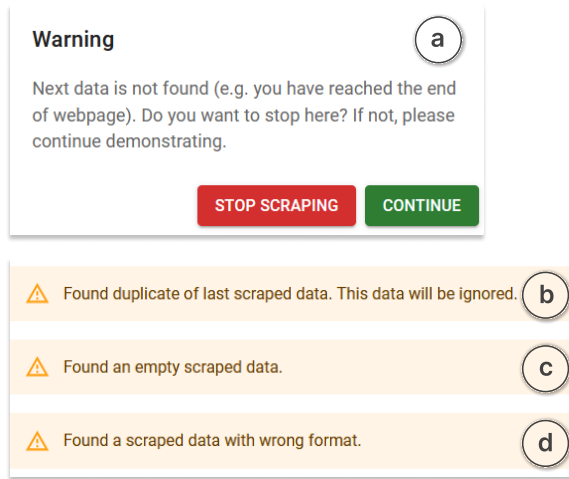 Warning
a
Next data is not found (e.g. you have reached the end
of webpage). Do you want to stop here? If not, please
continue demonstrating.
STOP SCRAPING CONTINUE
Found duplicate of last scraped data. This data will be ignored. b
Found an empty scraped data. c
Found a scraped data with wrong format. d